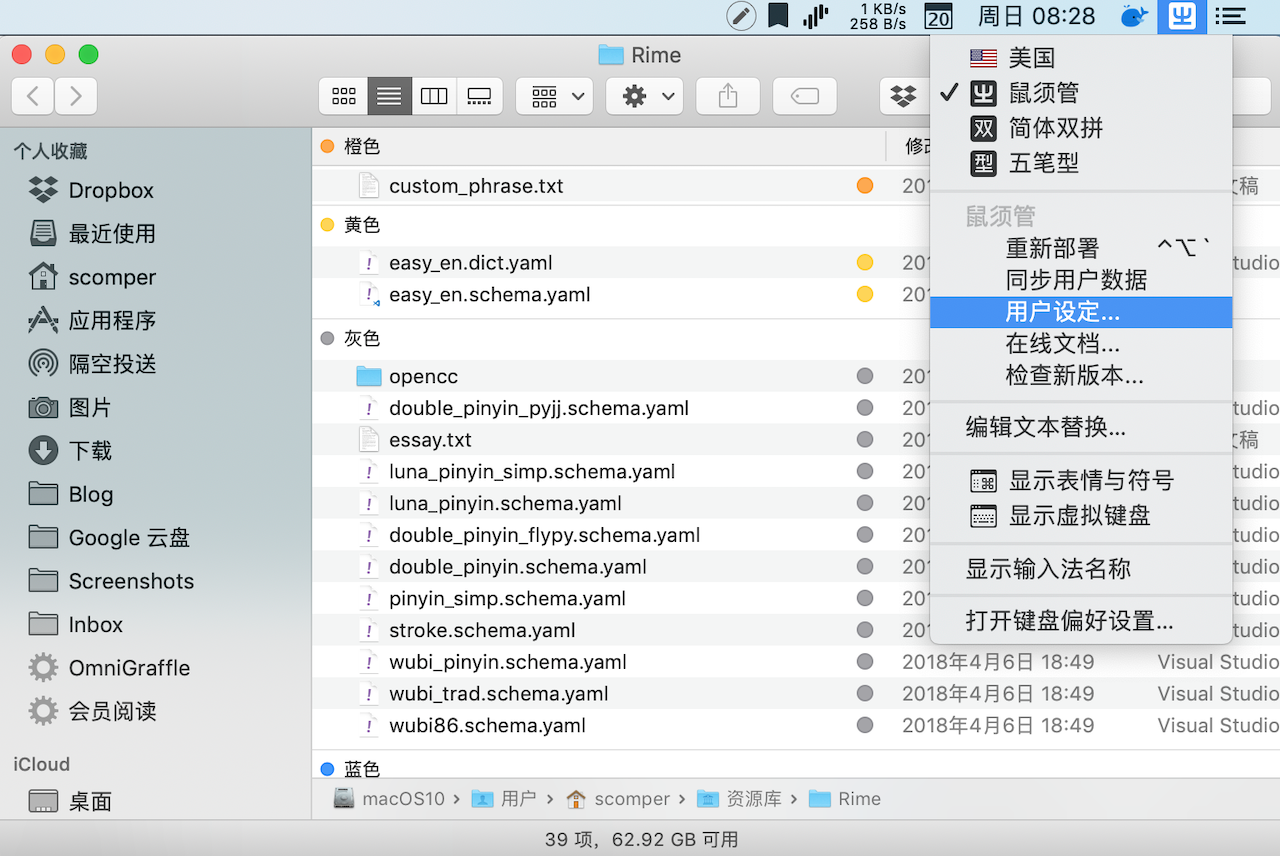 1 KB/s
258 B/s
20
周日 08:28
Rime
美国
鼠须管
双 简体双拼
型 五笔型
鼠须管
重新部署 ^⌥`
同步用户数据
用户设定...
在线文档...
检查新版本...
编辑文本替换...
显示表情与符号
显示虚拟键盘
显示输入法名称
打开键盘偏好设置...
个人收藏
Dropbox
最近使用
scomper
应用程序
隔空投送
图片
下载
Blog
Google 云盘
Screenshots
Inbox
OmniGraffle
会员阅读
iCloud
桌面
橙色
custom_phrase.txt 201 文稿
黄色
easy_en.dict.yaml 201 tudio
easy_en.schema.yaml 201 tudio
灰色
opencc 201
double_pinyin_pyjj.schema.yaml 201 Studio
essay.txt 201 文稿
luna_pinyin_simp.schema.yaml 201 Studio
luna_pinyin.schema.yaml 201 tudio
double_pinyin_flypy.schema.yaml 201 tudio
double_pinyin.schema.yaml 201 tudio
pinyin_simp.schema.yaml 201 tudio
stroke.schema.yaml 201 tudio
wubi_pinyin.schema.yaml 2018年4月6日 18:49 Visual Studio
wubi_trad.schema.yaml 2018年4月6日 18:49 Visual Studio
wubi86.schema.yaml 2018年4月6日 18:49 Visual Studio
蓝色
macOS10 › 用户 › scomper › 资源库 › Rime
39 项，62.92 GB 可用